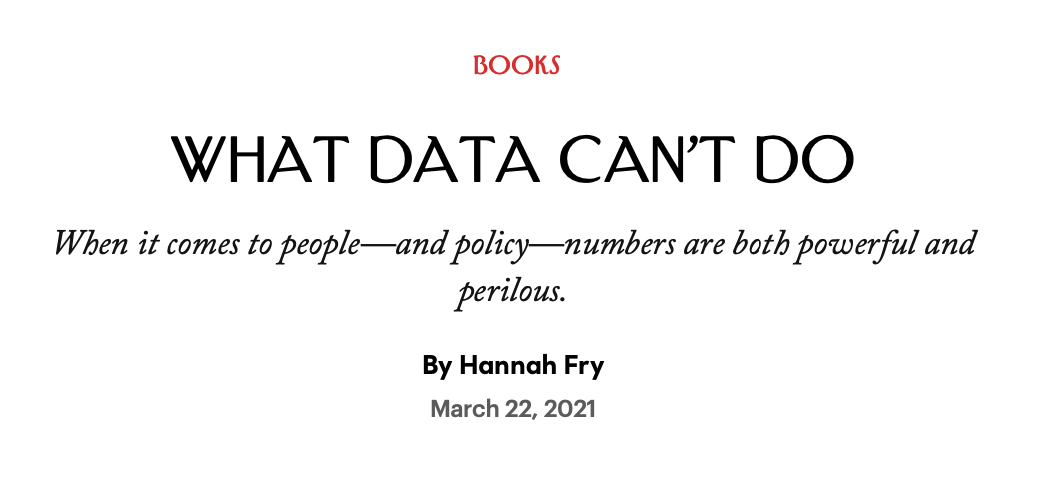 BOOKS
WHAT DATA CAN’T DO
When it comes to people—and policy—numbers are both powerful and
perilous.
By Hannah Fry
March 22, 2021